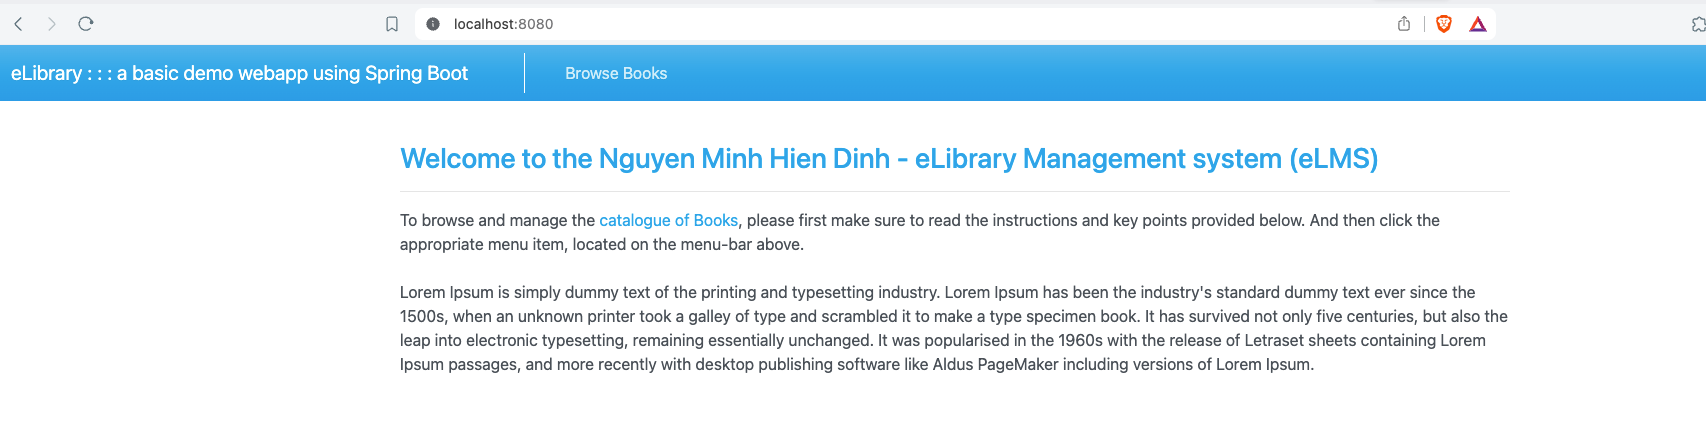 localhost:8080
eLibrary : : : a basic demo webapp using Spring Boot
Browse Books
Welcome to the Nguyen Minh Hien Dinh - eLibrary Management system (eLMS)
To browse and manage the catalogue of Books, please first make sure to read the instructions and key points provided below. And then click the
appropriate menu item, located on the menu-bar above.
Lorem Ipsum is simply dummy text of the printing and typesetting industry. Lorem Ipsum has been the industry's standard dummy text ever since the
1500s, when an unknown printer took a galley of type and scrambled it to make a type specimen book. It has survived not only five centuries, but also the
leap into electronic typesetting, remaining essentially unchanged. It was popularised in the 1960s with the release of Letraset sheets containing Lorem
Ipsum passages, and more recently with desktop publishing software like Aldus PageMaker including versions of Lorem Ipsum.